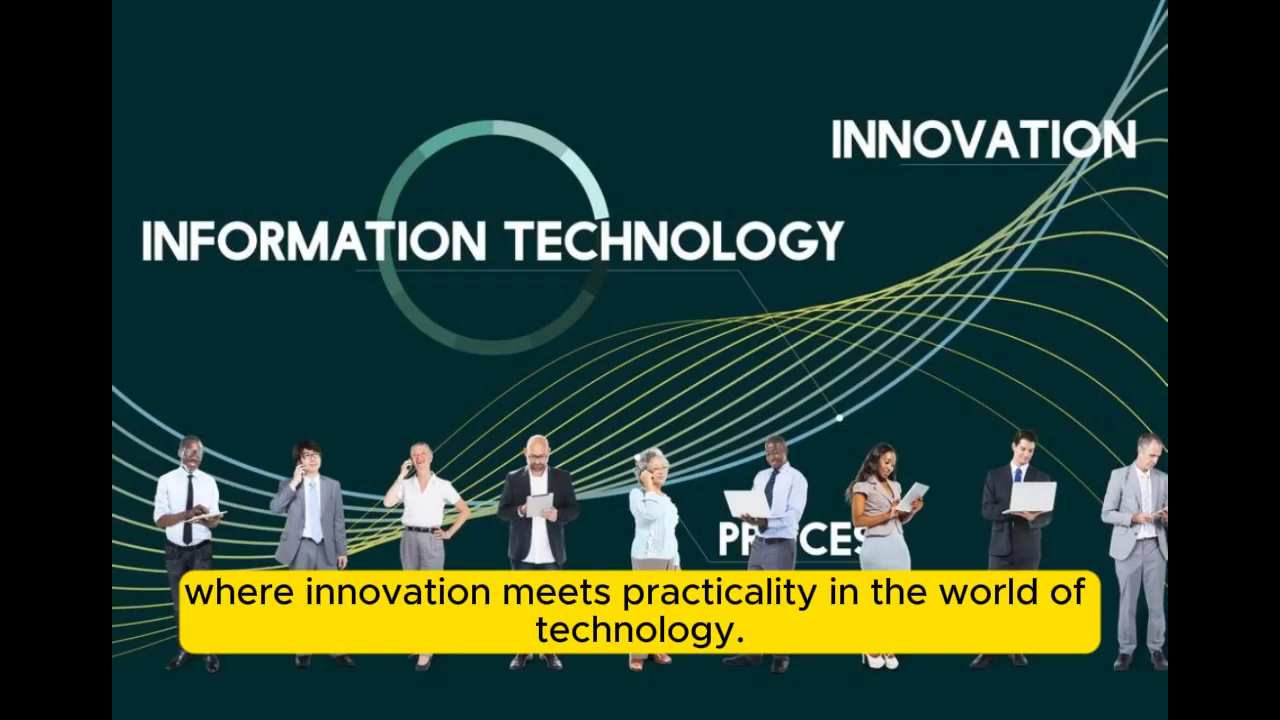 INNOVATION
INFORMATION TECHNOLOGY
where innovation meets practicality in the world of
technology.